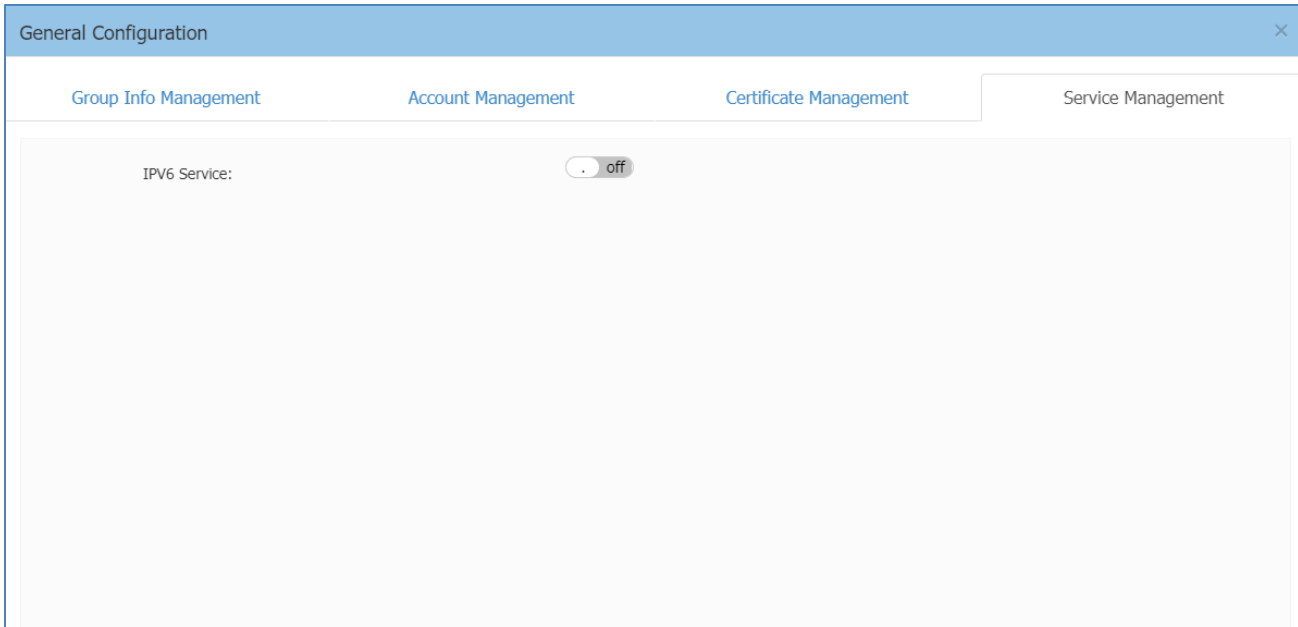 General Configuration
Group Info Management Account Management Certificate Management Service Management
IPV6 Service: . off